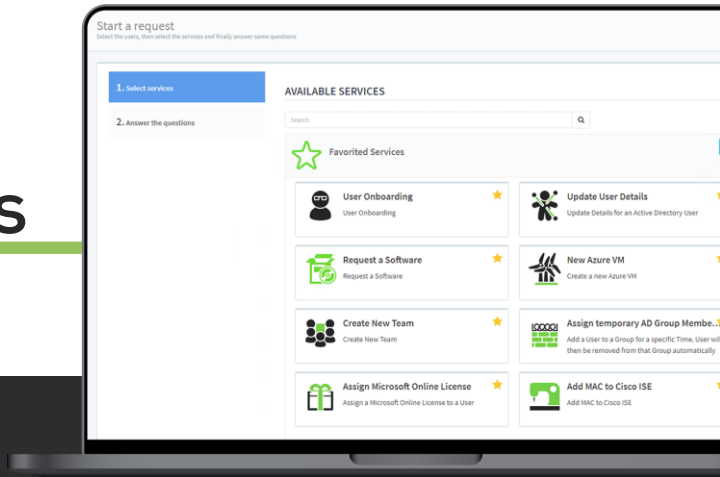 Start a request
Select the users, then select the services and finally answer some questions
1. Select services
2. Answer the questions
AVAILABLE SERVICES
Search
Favorited Services
User Onboarding
User Onboarding
Update User Details
Update Details for an Active Directory User
Request a Software
Request a Software
New Azure VM
Create a new Azure VM
Create New Team
Create New Team
Assign temporary AD Group Membe...
Add a User to a Group for a specific Time. User will
then be removed from that Group automatically
Assign Microsoft Online License
Assign a Microsoft Online License to a User
Add MAC to Cisco ISE
Add MAC to Cisco ISE
s